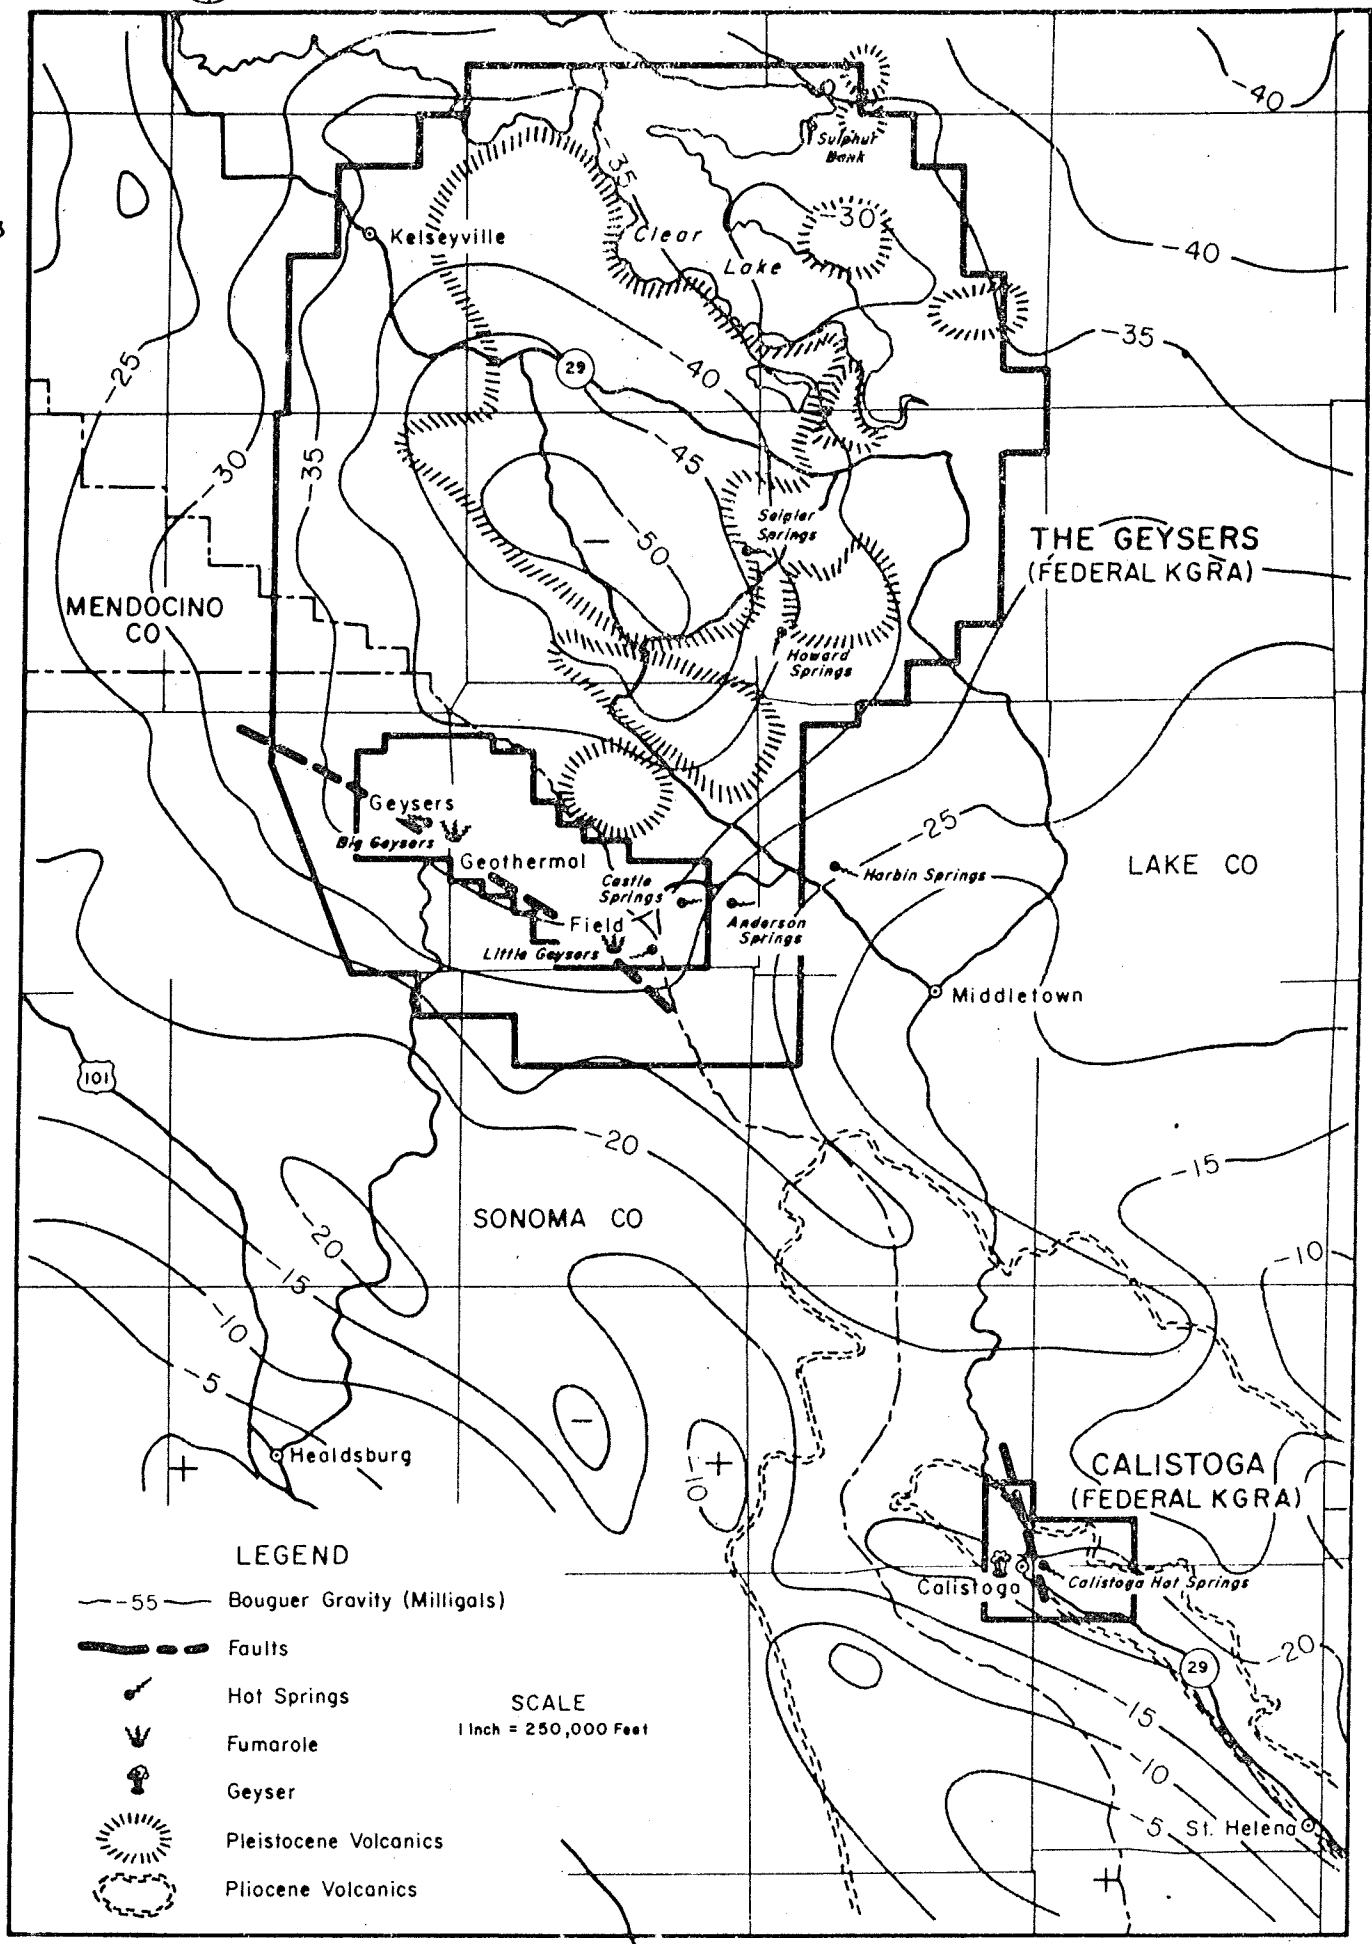 -40
Sulphur
Bank
-35
-30
Kelseyville
Clear
Lake
-40
-35
-25
29
-40
-45
-30
-35
Seigler
Springs
-50
THE GEYSERS
(FEDERAL KGRA)
MENDOCINO
CO
Howard
Springs
Geysers
Big Geysers
-25
Geothermal
LAKE CO
Castle
Springs
Harbin Springs
Field
Anderson
Springs
Little Geysers
Middletown
101
-20
-15
SONOMA CO
-20
-15
-10
-10
-5
Healdsburg
-10
CALISTOGA
(FEDERAL KGRA)
Calistoga
Calistoga Hot Springs
-20
29
-15
-10
-5
St. Helena
LEGEND
-55 Bouguer Gravity (Milligals)
Faults
Hot Springs
Fumarole
Geyser
Pleistocene Volcanics
Pliocene Volcanics
SCALE
1 Inch = 250,000 Feet